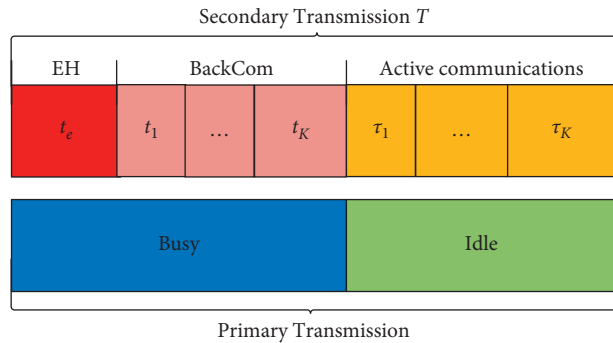 Secondary Transmission T
EH BackCom Active communications
t_e t_1 ... t_K τ_1 ... τ_K
Busy Idle
Primary Transmission